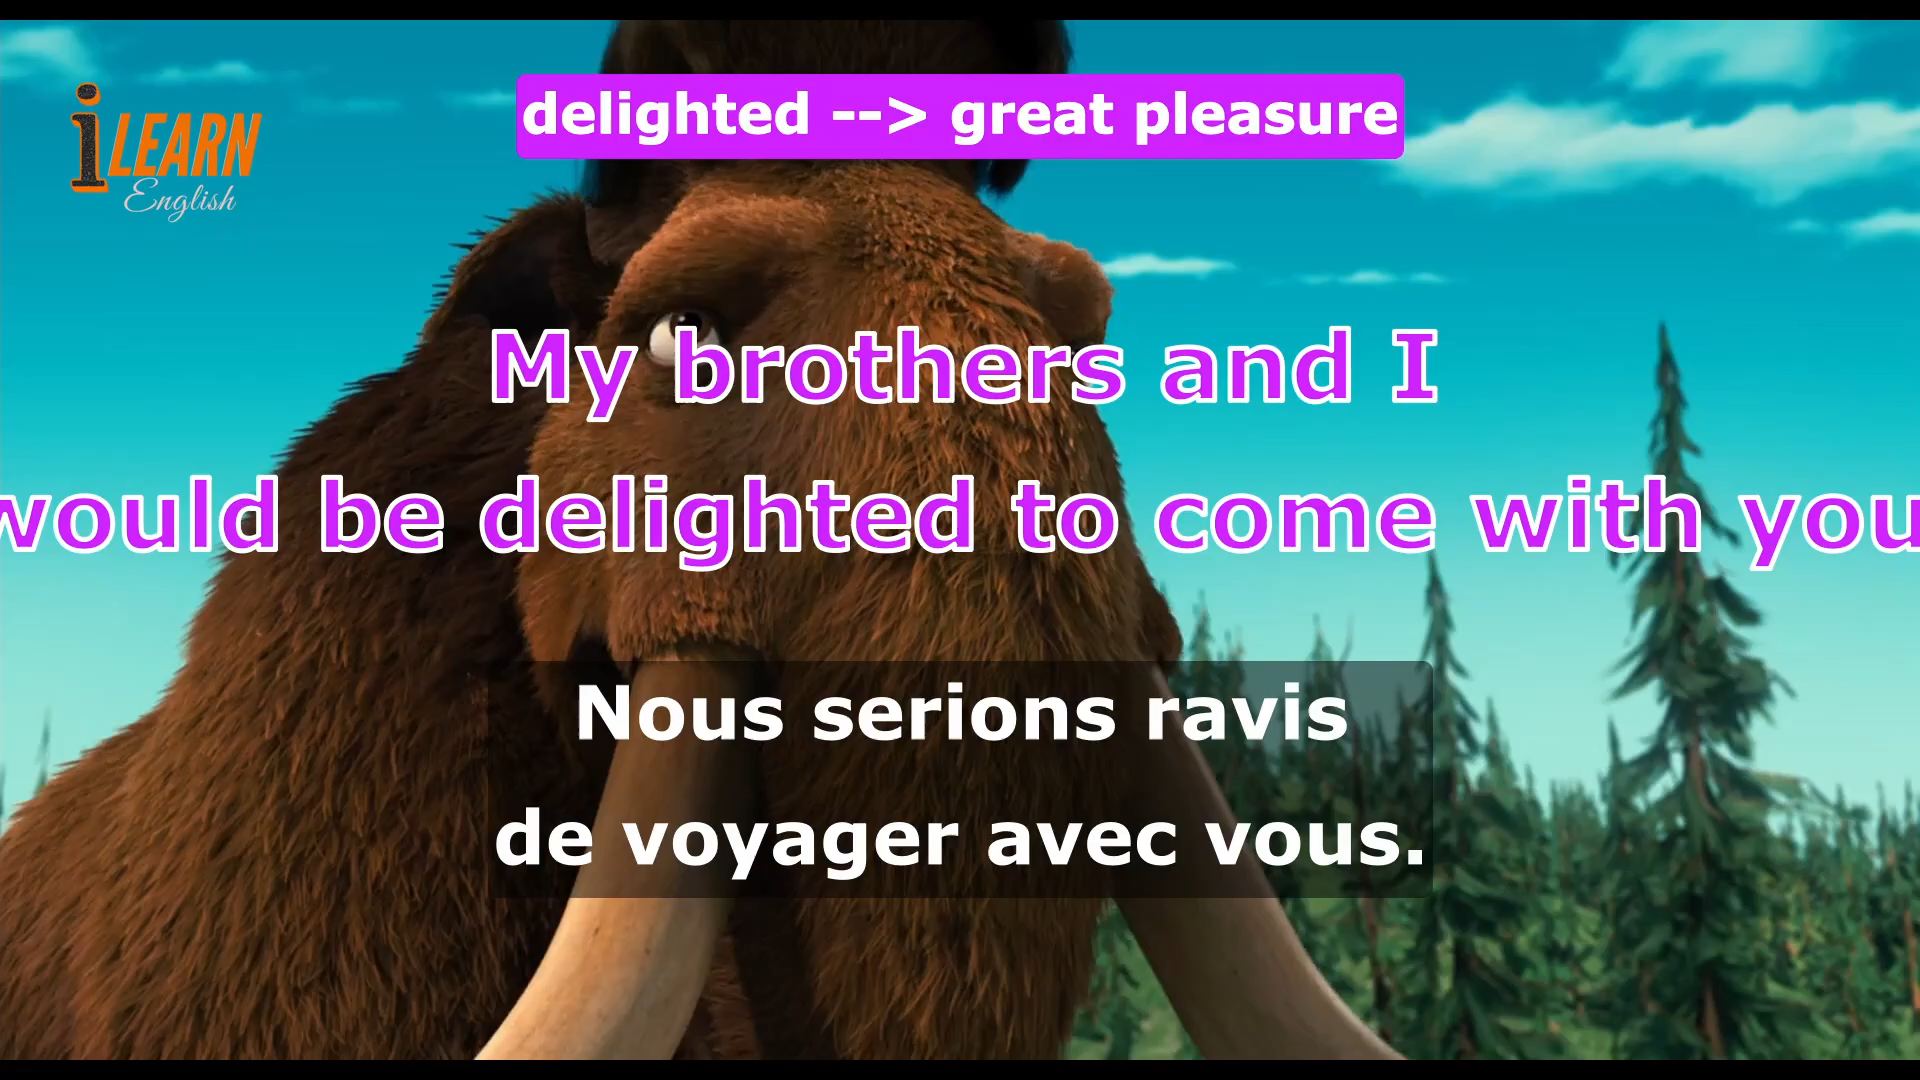 delighted --> great pleasure
iLEARN
English
My brothers and I
would be delighted to come with you
Nous serions ravis
de voyager avec vous.